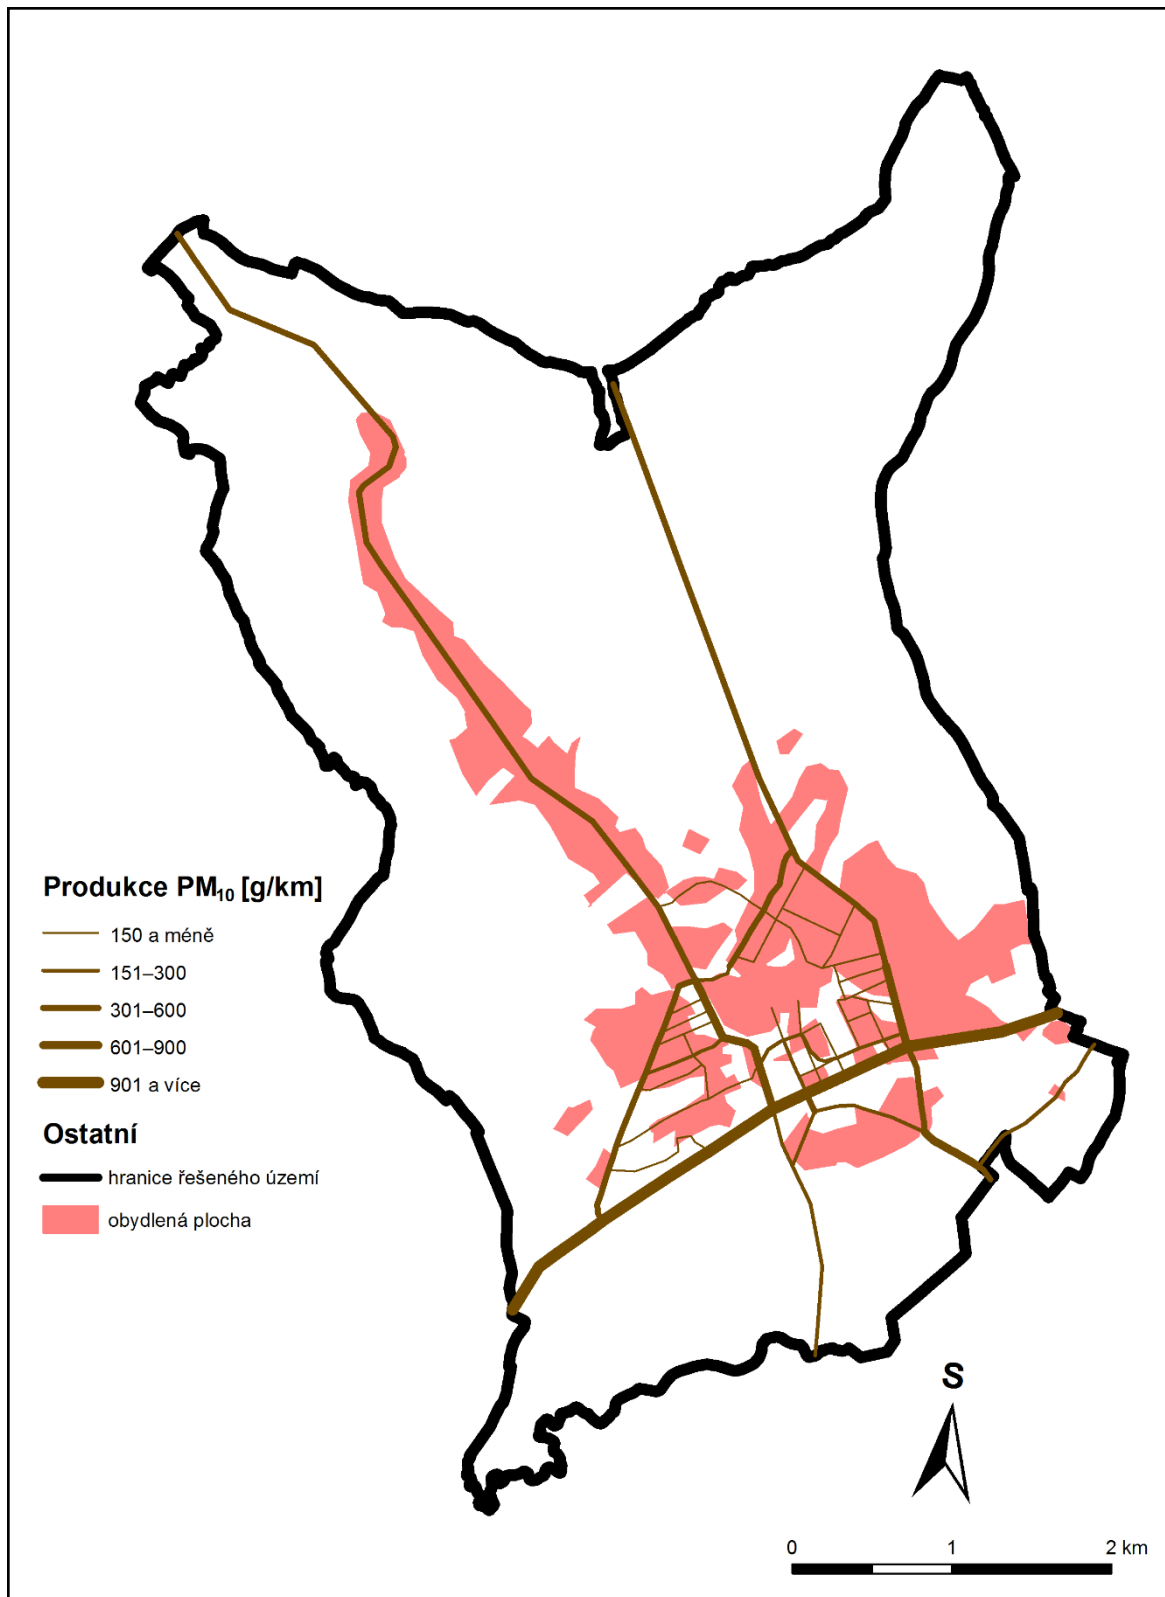 Produkce PM₁₀ [g/km]
150 a méně
151–300
301–600
601–900
901 a více
Ostatní
hranice řešeného území
obydlená plocha
S
0 1 2 km